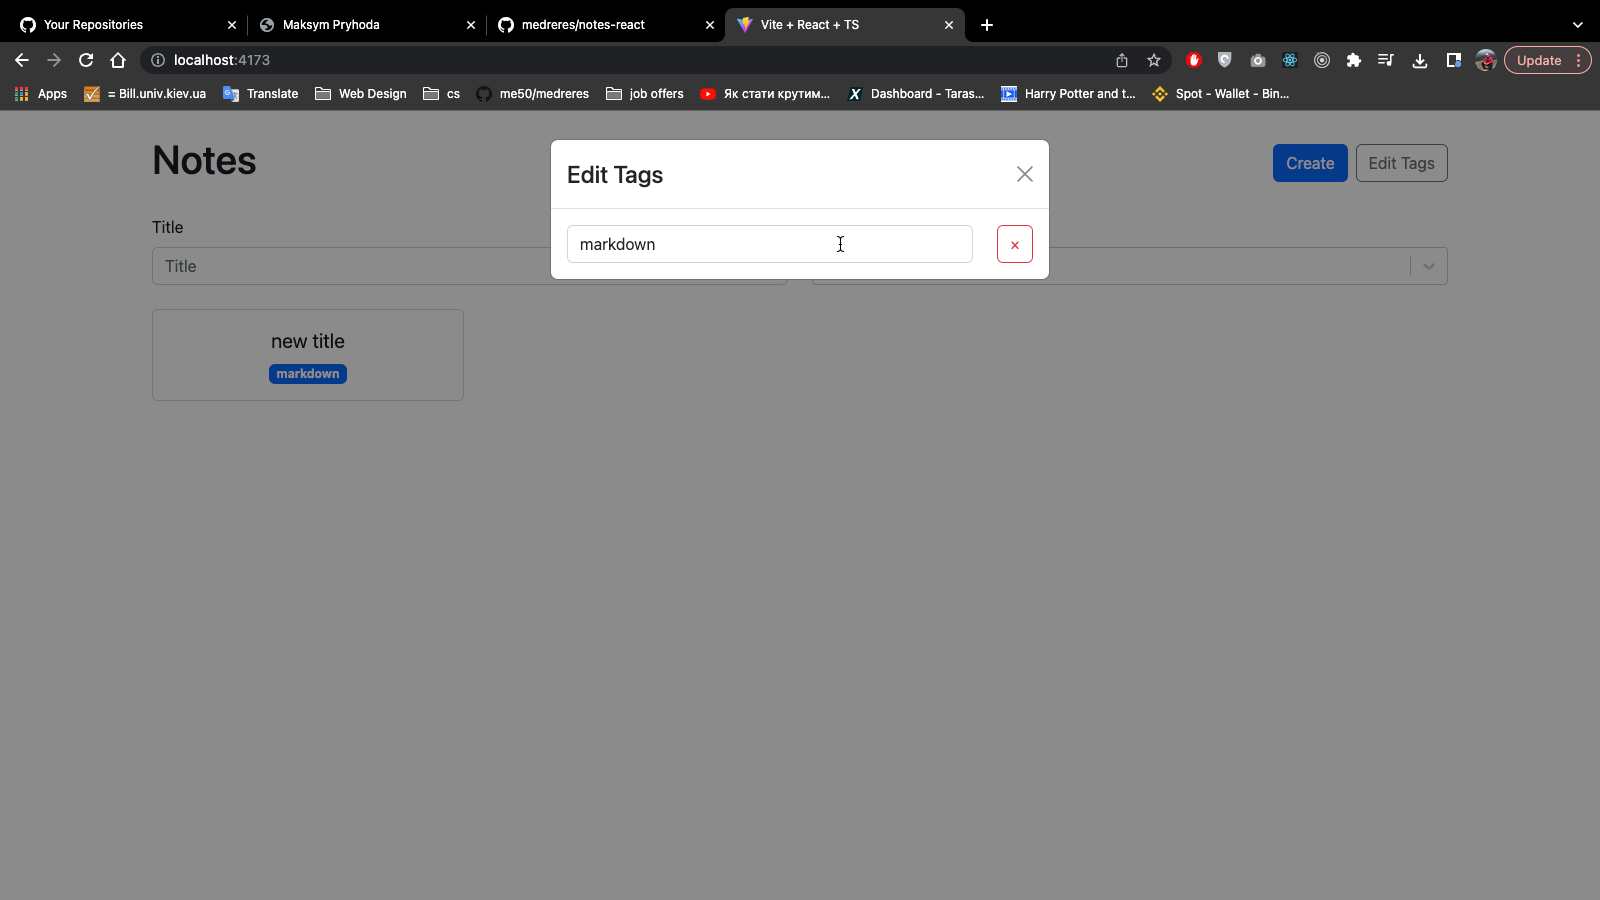 Your Repositories
Maksym Pryhoda
medreres/notes-react
Vite + React + TS
localhost:4173
Update
Apps
= Bill.univ.kiev.ua
Translate
Web Design
cs
me50/medreres
job offers
Як стати крутим...
Dashboard - Taras...
Harry Potter and t...
Spot - Wallet - Bin...
Notes
Edit Tags
Create
Edit Tags
Title
markdown
Title
new title
markdown